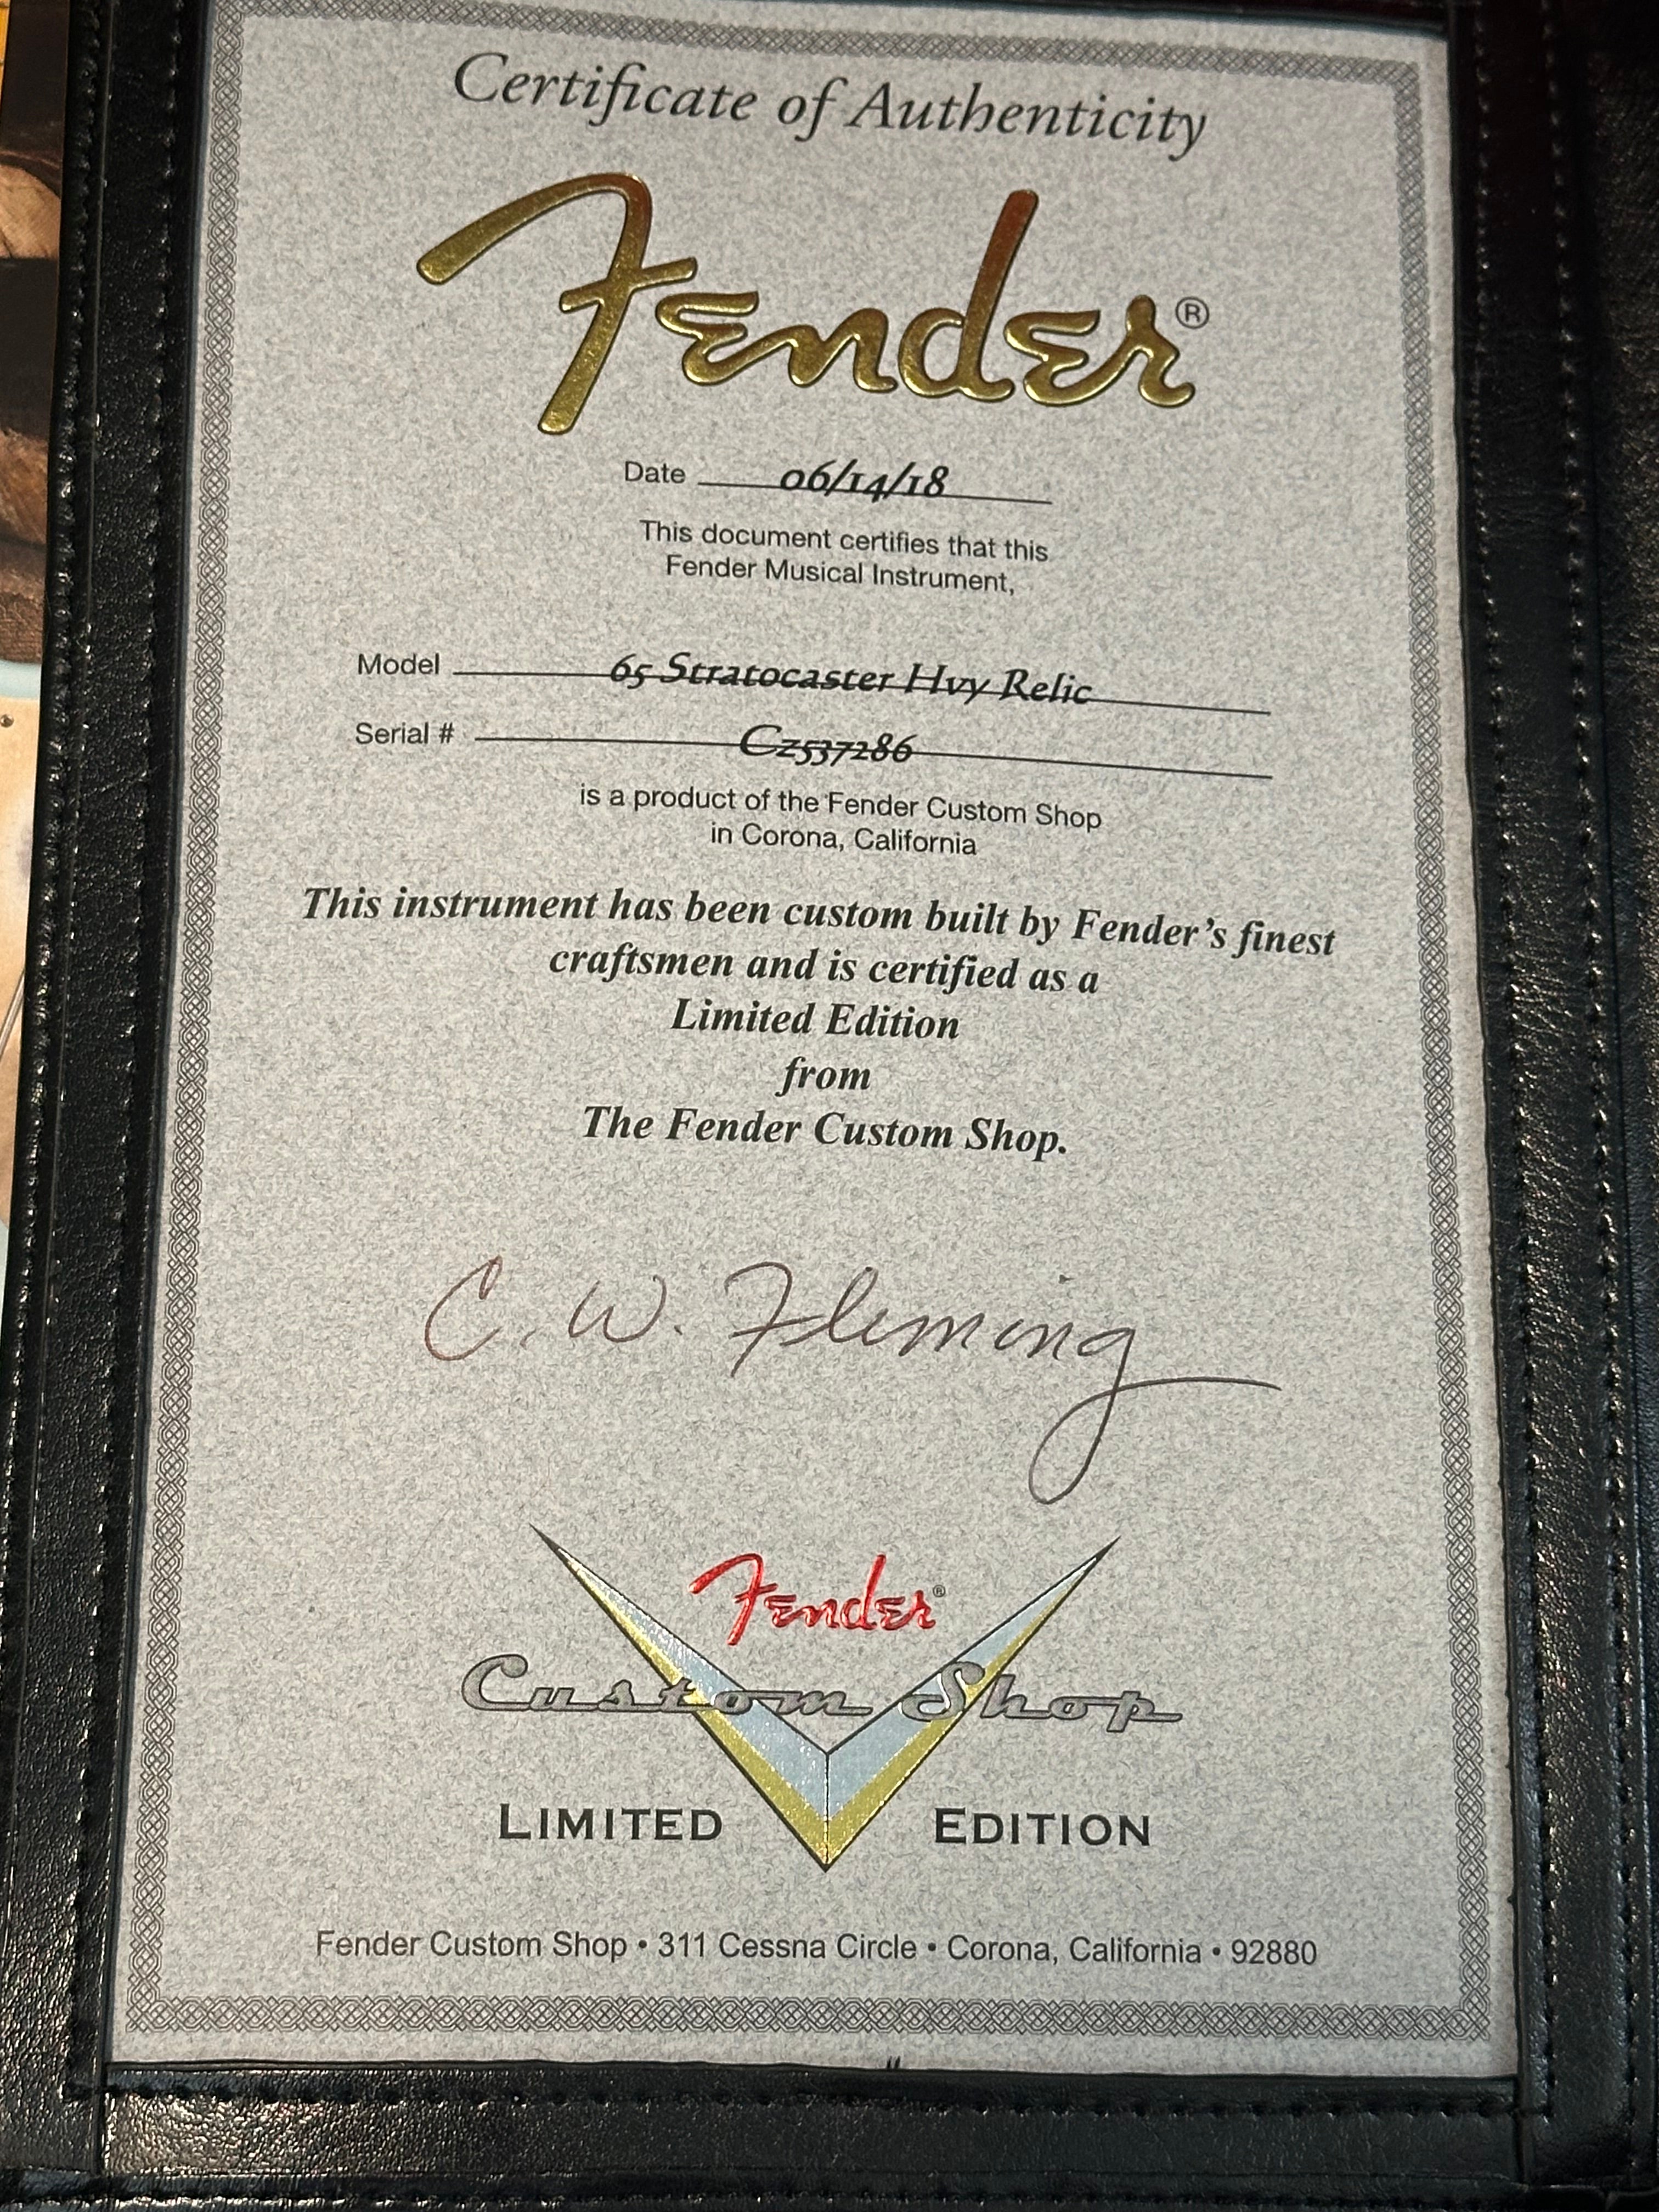 Certificate of Authenticity
Fender®
Date 06/14/18
This document certifies that this
Fender Musical Instrument,
Model 65 Stratocaster Hvy Relic
Serial # CZ537286
is a product of the Fender Custom Shop
in Corona, California
This instrument has been custom built by Fender's finest
craftsmen and is certified as a
Limited Edition
from
The Fender Custom Shop.
C. W. Fleming
Fender®
Custom Shop
LIMITED EDITION
Fender Custom Shop • 311 Cessna Circle • Corona, California • 92880